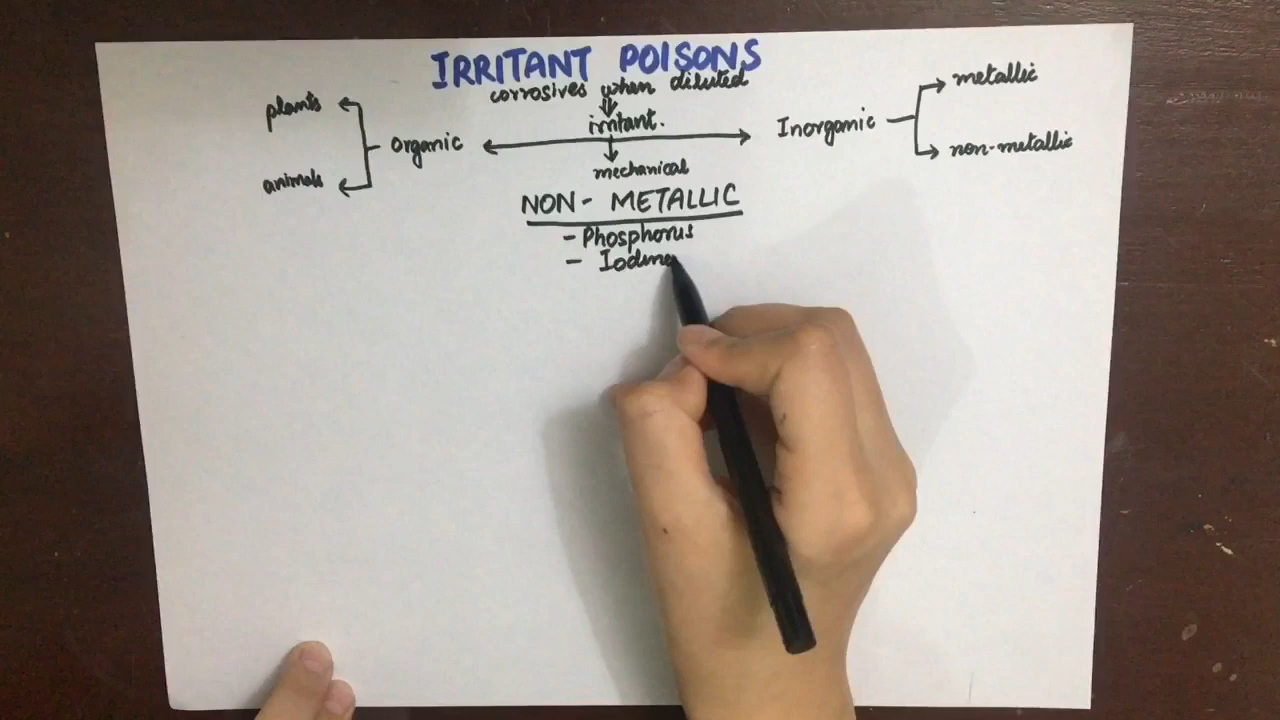 IRRITANT POISONS
corrosives when diluted
irritant.
plants
animals
organic
mechanical
Inorganic
metallic
non-metallic
NON- METALLIC
- Phosphorus
- Iodine